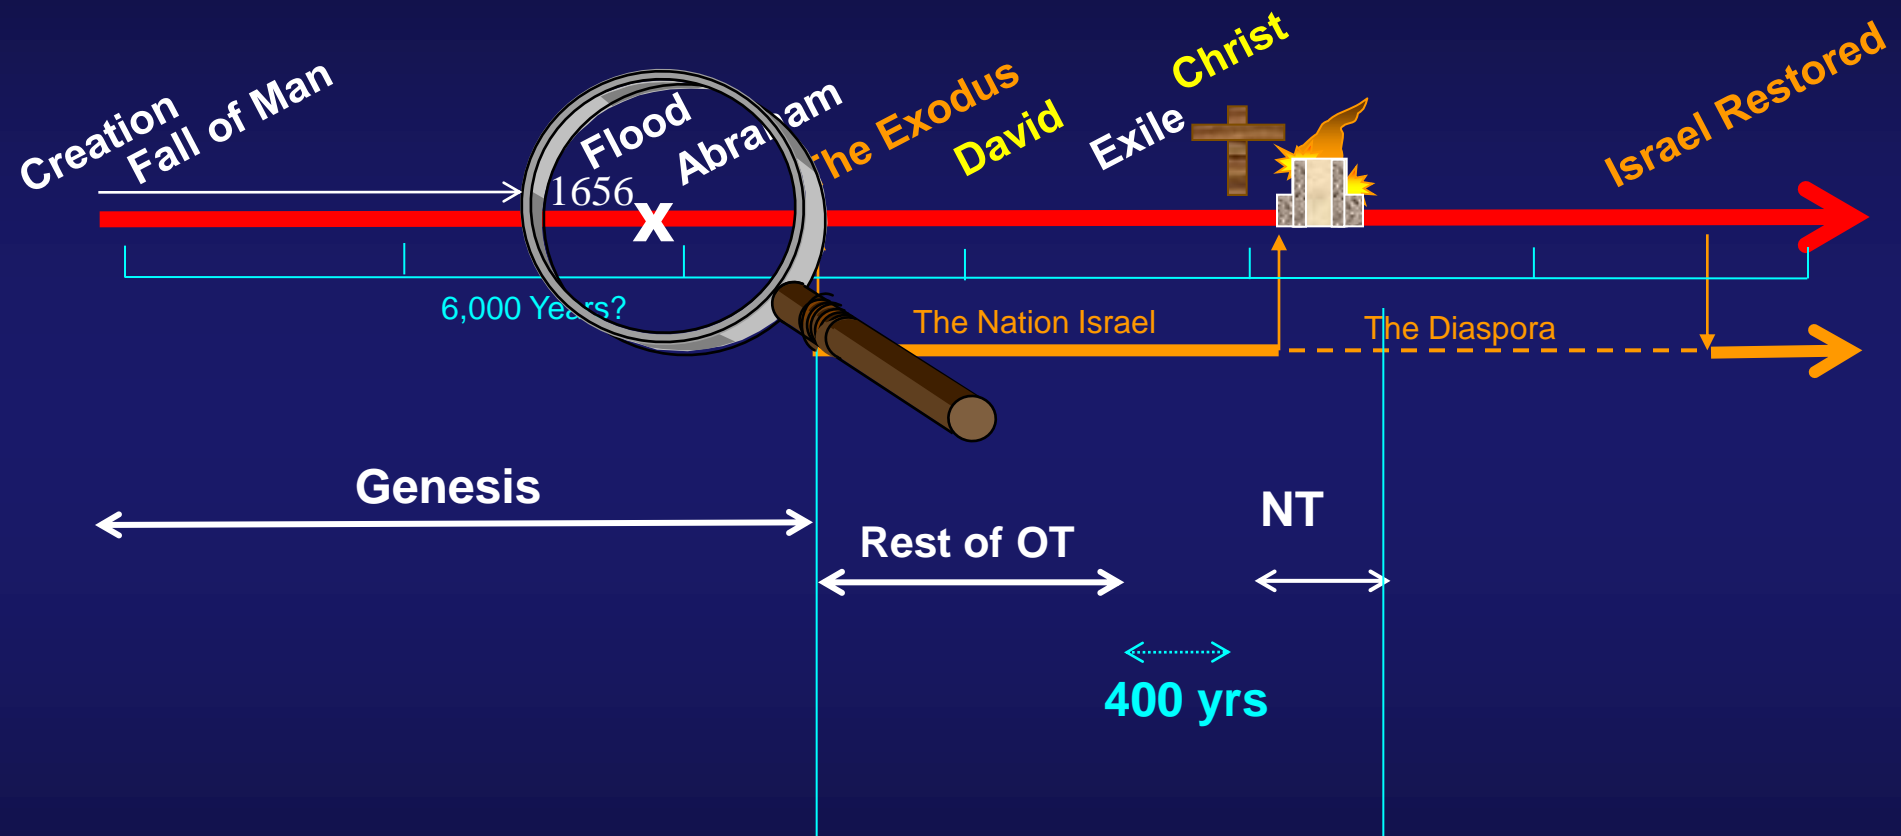 Creation
Fall of Man
Flood
Abraham
The Exodus
David
Exile
Christ
Israel Restored
1656
X
6,000 Years?
The Nation Israel
The Diaspora
Genesis
Rest of OT
NT
400 yrs